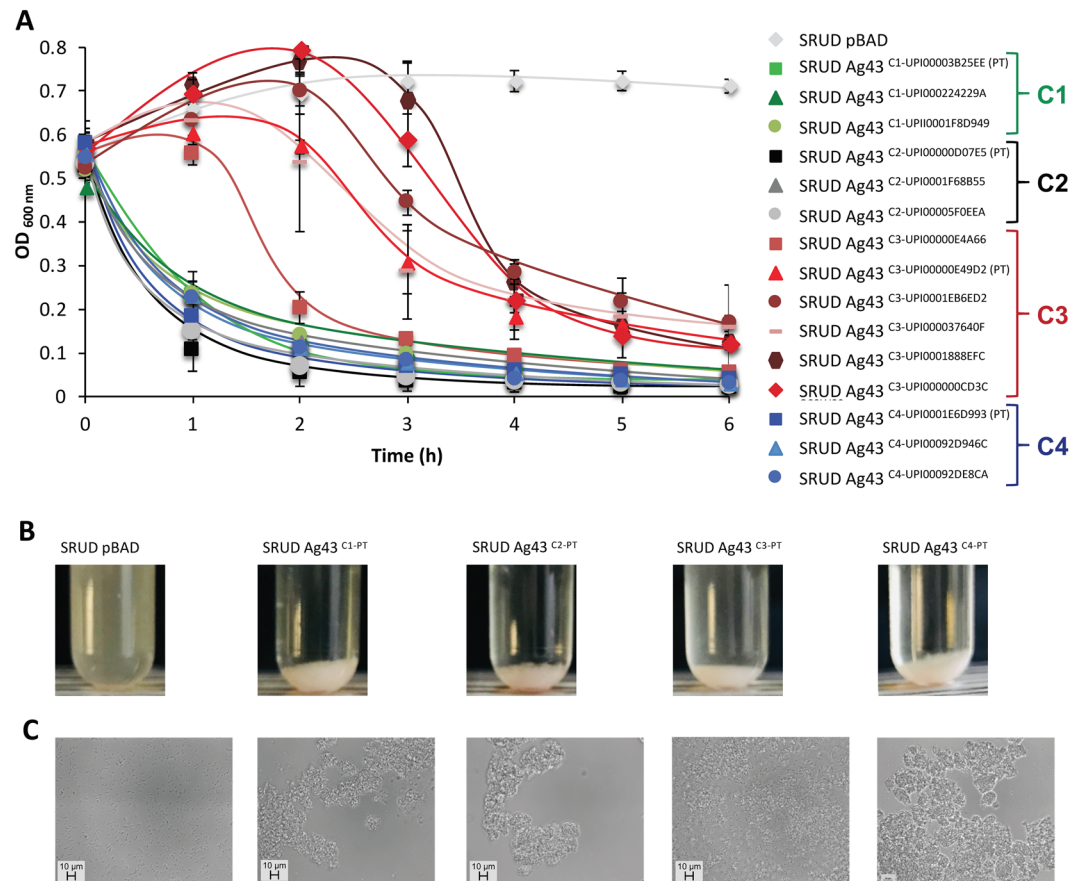 A
OD 600 nm
0.8
0.7
0.6
0.5
0.4
0.3
0.2
0.1
0
0 1 2 3 4 5 6
Time (h)
SRUD pBAD
SRUD Ag43 C1-UPI00003B25EE (PT)
SRUD Ag43 C1-UPI000224229A
SRUD Ag43 C1-UPII0001F8D949
C1
SRUD Ag43 C2-UPI00000D07E5 (PT)
SRUD Ag43 C2-UPI0001F68B55
SRUD Ag43 C2-UPI00005F0EEA
C2
SRUD Ag43 C3-UPI00000E4A66
SRUD Ag43 C3-UPI00000E49D2 (PT)
SRUD Ag43 C3-UPI0001EB6ED2
SRUD Ag43 C3-UPI000037640F
SRUD Ag43 C3-UPI0001888EFC
SRUD Ag43 C3-UPI000000CD3C
C3
SRUD Ag43 C4-UPI0001E6D993 (PT)
SRUD Ag43 C4-UPI00092D946C
SRUD Ag43 C4-UPI00092DE8CA
C4
B
SRUD pBAD SRUD Ag43 C1-PT SRUD Ag43 C2-PT SRUD Ag43 C3-PT SRUD Ag43 C4-PT
C
10 µm 10 µm 10 µm 10 µm